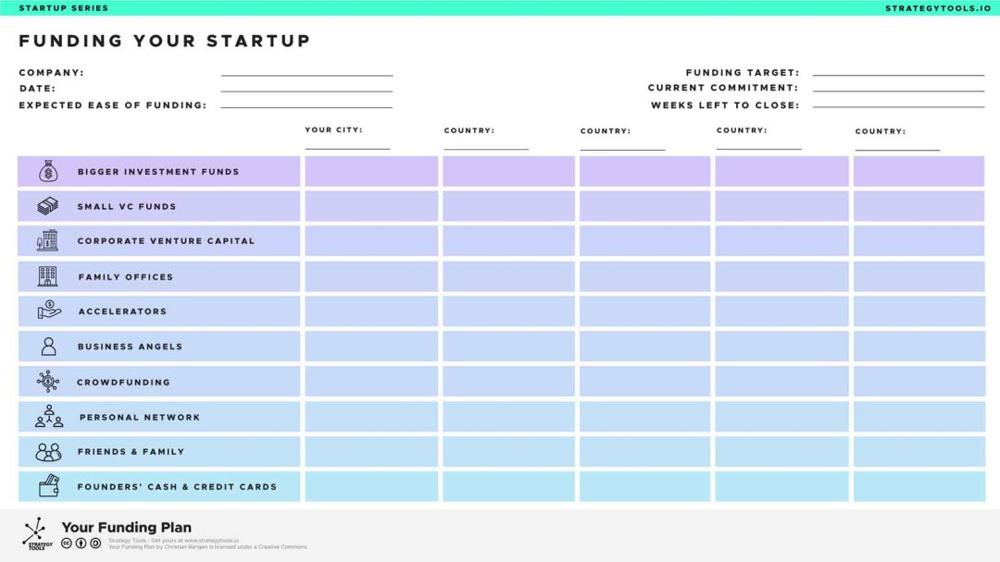 STARTUP SERIES
STRATEGYTOOLS.IO
FUNDING YOUR STARTUP
COMPANY:
DATE:
EXPECTED EASE OF FUNDING:
FUNDING TARGET:
CURRENT COMMITMENT:
WEEKS LEFT TO CLOSE:
YOUR CITY: COUNTRY: COUNTRY: COUNTRY: COUNTRY:
BIGGER INVESTMENT FUNDS
SMALL VC FUNDS
CORPORATE VENTURE CAPITAL
FAMILY OFFICES
ACCELERATORS
BUSINESS ANGELS
CROWDFUNDING
PERSONAL NETWORK
FRIENDS & FAMILY
FOUNDERS' CASH & CREDIT CARDS
STRATEGY
TOOLS
Your Funding Plan
cc
Strategy Tools - Get yours at www.strategytools.io
Your Funding Plan by Christian Rangen is licensed under a Creative Commons